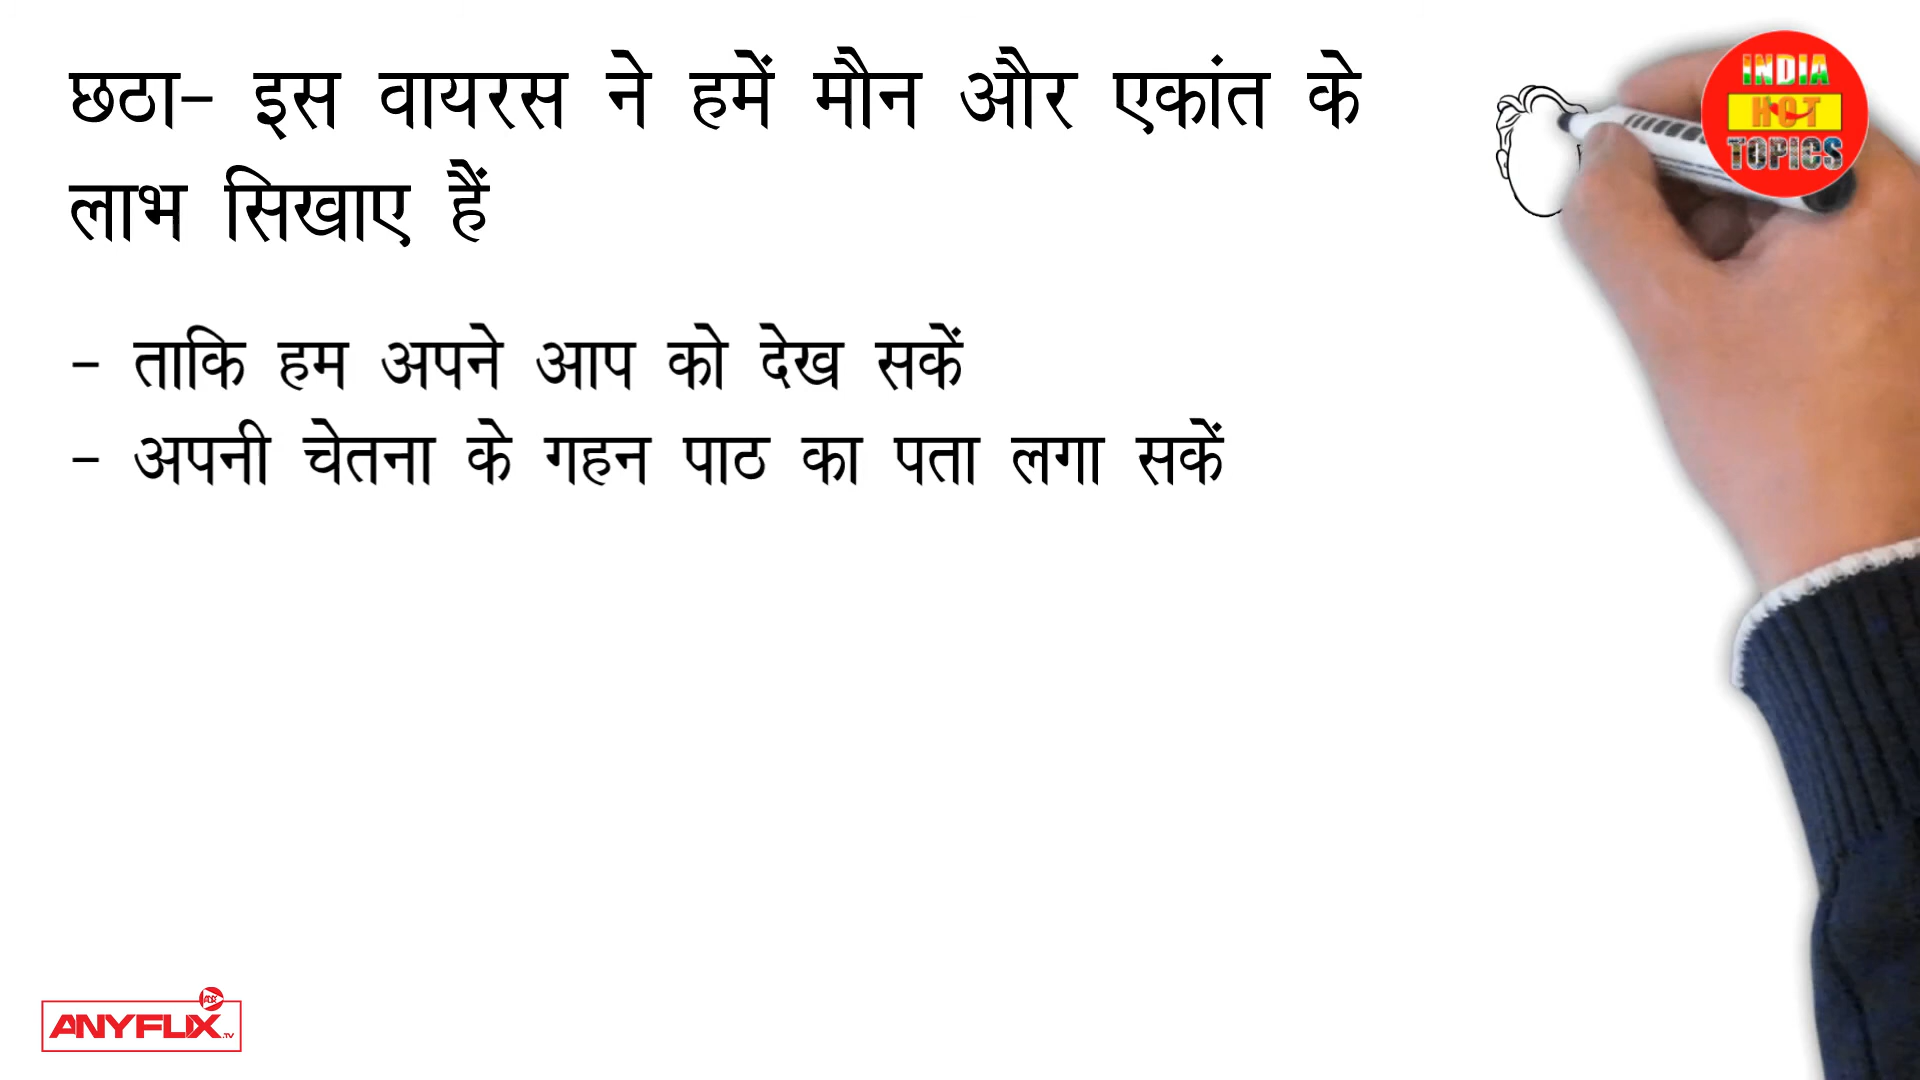 छठा- इस वायरस ने हमें मौन और एकांत के
लाभ सिखाए हैं
- ताकि हम अपने आप को देख सकें
- अपनी चेतना के गहन पाठ का पता लगा सकें
INDIA
HOT
TOPICS
ANYFLIX.TV